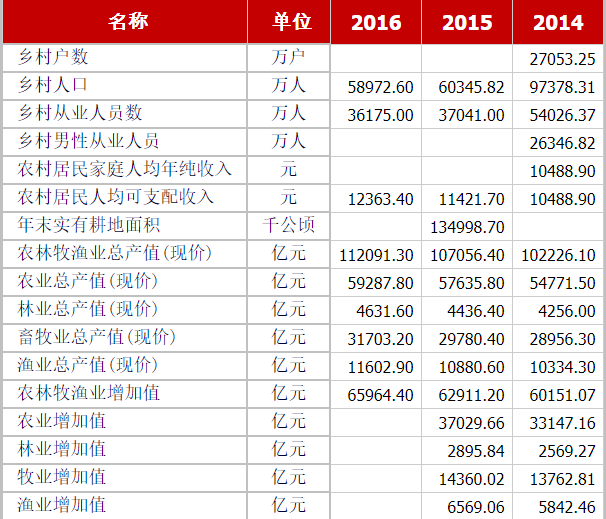 名称 单位 2016 2015 2014
乡村户数 万户 27053.25
乡村人口 万人 58972.60 60345.82 97378.31
乡村从业人员数 万人 36175.00 37041.00 54026.37
乡村男性从业人员 万人 26346.82
农村居民家庭人均年纯收入 元 10488.90
农村居民人均可支配收入 元 12363.40 11421.70 10488.90
年末实有耕地面积 千公顷 134998.70
农林牧渔业总产值(现价) 亿元 112091.30 107056.40 102226.10
农业总产值(现价) 亿元 59287.80 57635.80 54771.50
林业总产值(现价) 亿元 4631.60 4436.40 4256.00
畜牧业总产值(现价) 亿元 31703.20 29780.40 28956.30
渔业总产值(现价) 亿元 11602.90 10880.60 10334.30
农林牧渔业增加值 亿元 65964.40 62911.20 60151.07
农业增加值 亿元 37029.66 33147.16
林业增加值 亿元 2895.84 2569.27
牧业增加值 亿元 14360.02 13762.81
渔业增加值 亿元 6569.06 5842.46